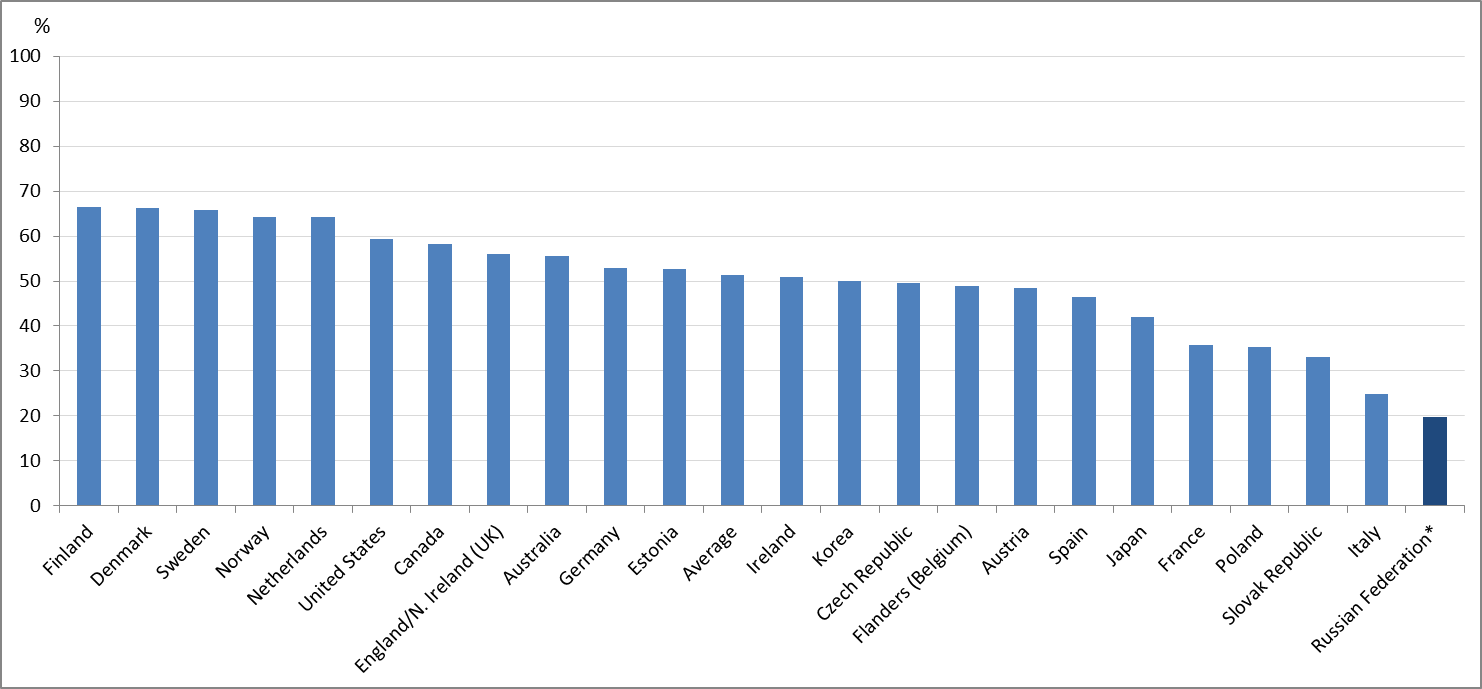 %
100
90
80
70
60
50
40
30
20
10
0
Finland
Denmark
Sweden
Norway
Netherlands
United States
Canada
England/N. Ireland (UK)
Australia
Germany
Estonia
Average
Ireland
Korea
Czech Republic
Flanders (Belgium)
Austria
Spain
Japan
France
Poland
Slovak Republic
Italy
Russian Federation*